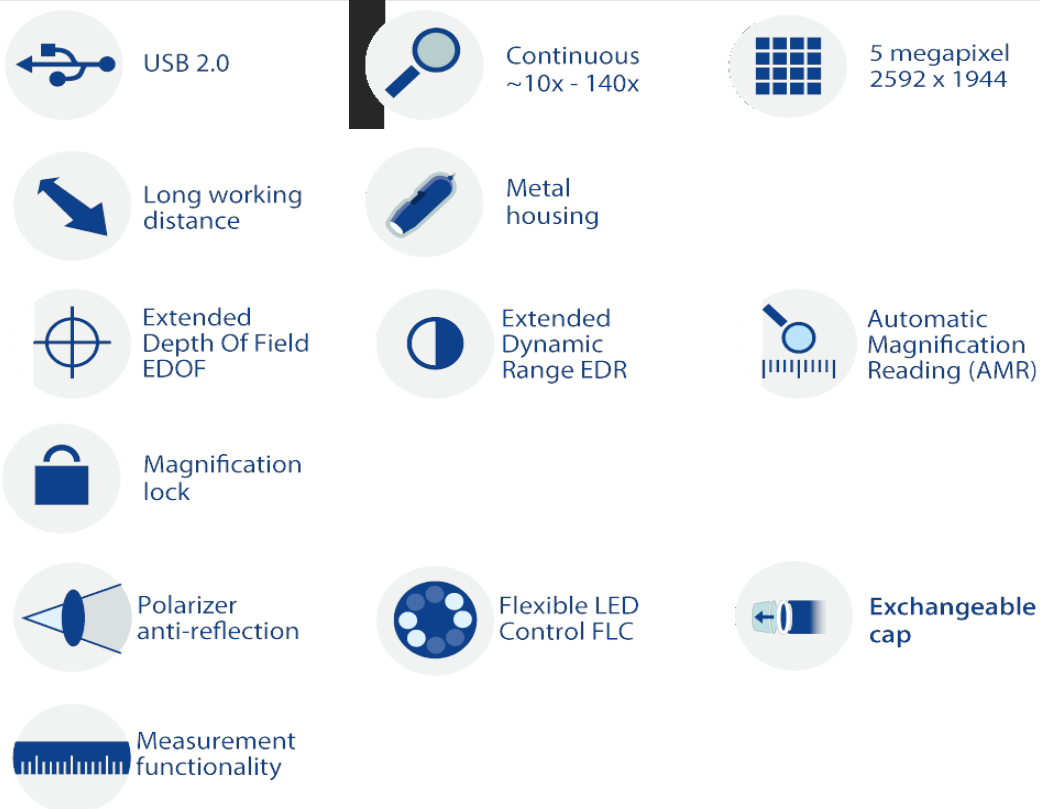 USB 2.0
Continuous
~10x - 140x
5 megapixel
2592 x 1944
Long working
distance
Metal
housing
Extended
Depth Of Field
EDOF
Extended
Dynamic
Range EDR
Automatic
Magnification
Reading (AMR)
Magnification
lock
Polarizer
anti-reflection
Flexible LED
Control FLC
Exchangeable
cap
Measurement
functionality